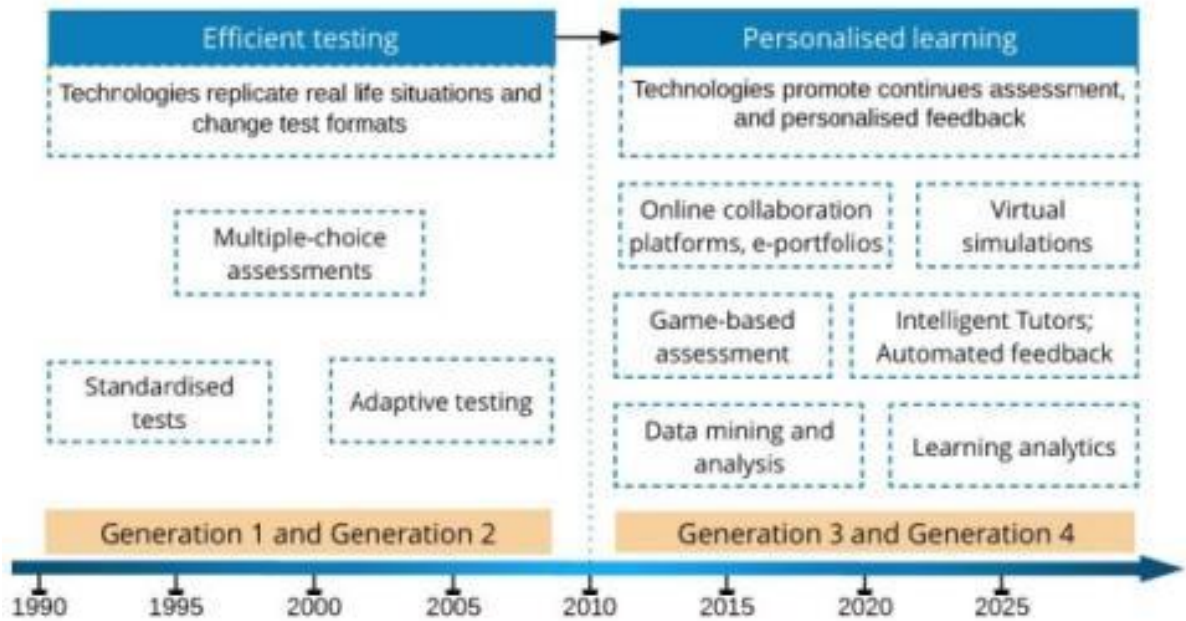 Efficient testing
Personalised learning
Technologies replicate real life situations and
change test formats
Technologies promote continues assessment,
and personalised feedback
Multiple-choice
assessments
Standardised
tests
Adaptive testing
Online collaboration
platforms, e-portfolios
Virtual
simulations
Game-based
assessment
Intelligent Tutors;
Automated feedback
Data mining and
analysis
Learning analytics
Generation 1 and Generation 2
Generation 3 and Generation 4
1990 1995 2000 2005 2010 2015 2020 2025